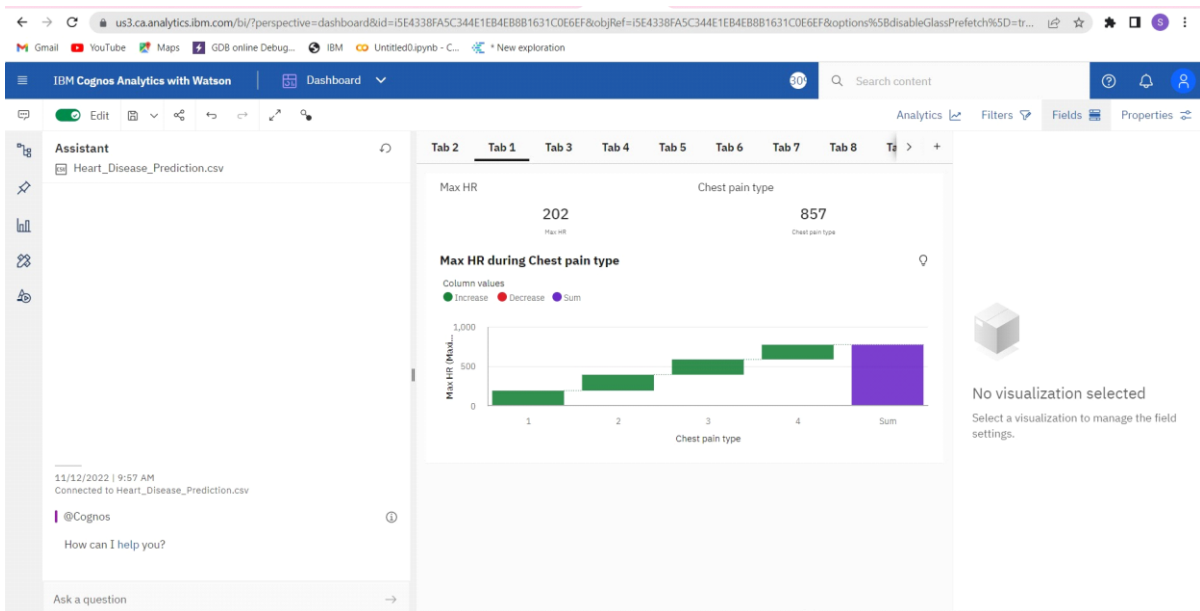 us3.ca.analytics.ibm.com/bi/?perspective=dashboard&id=i5E4338FA5C344E1EB4EB8B1631C0E6EF&objRef=i5E4338FA5C344E1EB4EB8B1631C0E6EF&options%5BdisableGlassPrefetch%5D=tr...
S
Gmail YouTube Maps GDB online Debug... IBM Untitled0.ipynb - C... * New exploration
IBM Cognos Analytics with Watson Dashboard Search content
Edit Analytics Filters Fields Properties
Assistant
Heart_Disease_Prediction.csv
11/12/2022 | 9:57 AM
Connected to Heart_Disease_Prediction.csv
@Cognos
How can I help you?
Ask a question
Tab 2 Tab 1 Tab 3 Tab 4 Tab 5 Tab 6 Tab 7 Tab 8
Max HR Chest pain type
202 857
Max HR Chest pain type
Max HR during Chest pain type
Column values
Increase Decrease Sum
Max HR (Maxi...
1,000
500
0
1 2 3 4 Sum
Chest pain type
No visualization selected
Select a visualization to manage the field
settings.